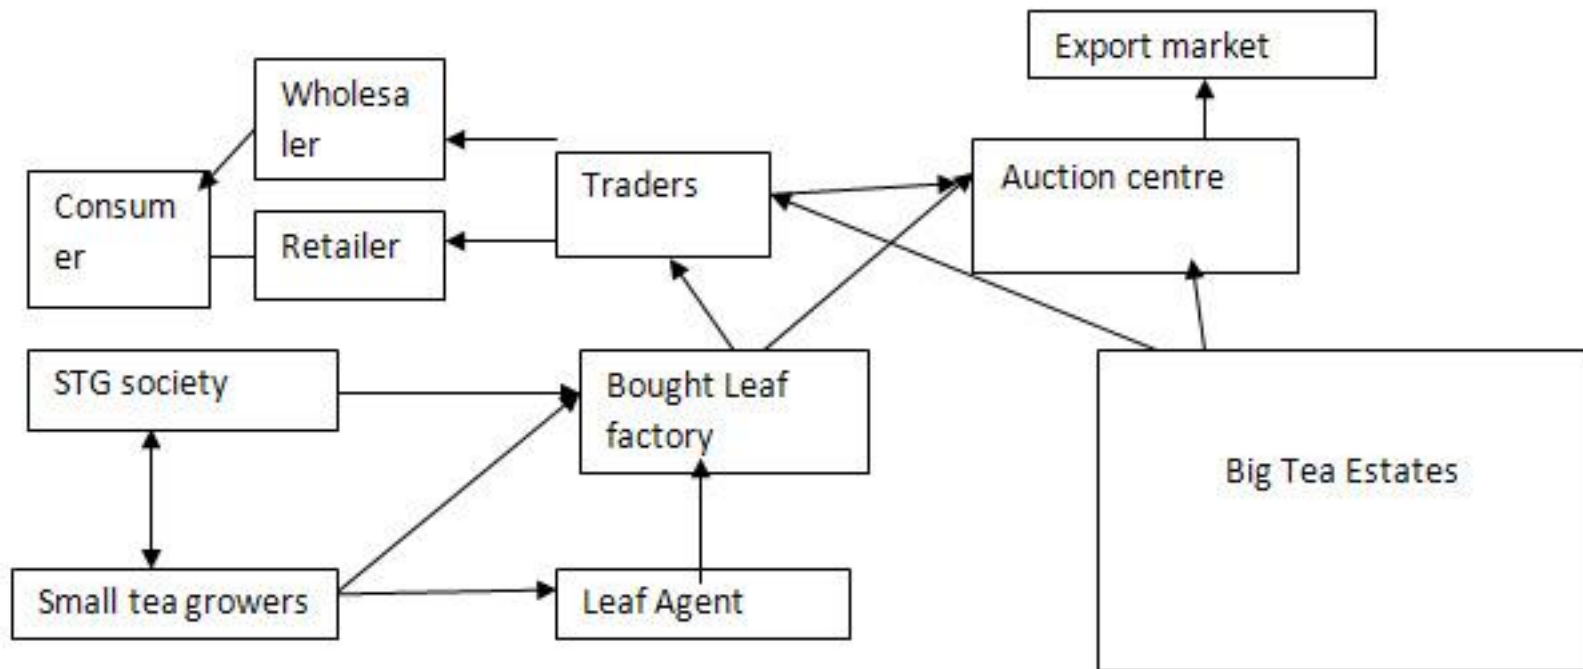 Export market
Wholesa
ler
Traders
Auction centre
Consum
er
Retailer
STG society
Bought Leaf
factory
Big Tea Estates
Small tea growers
Leaf Agent